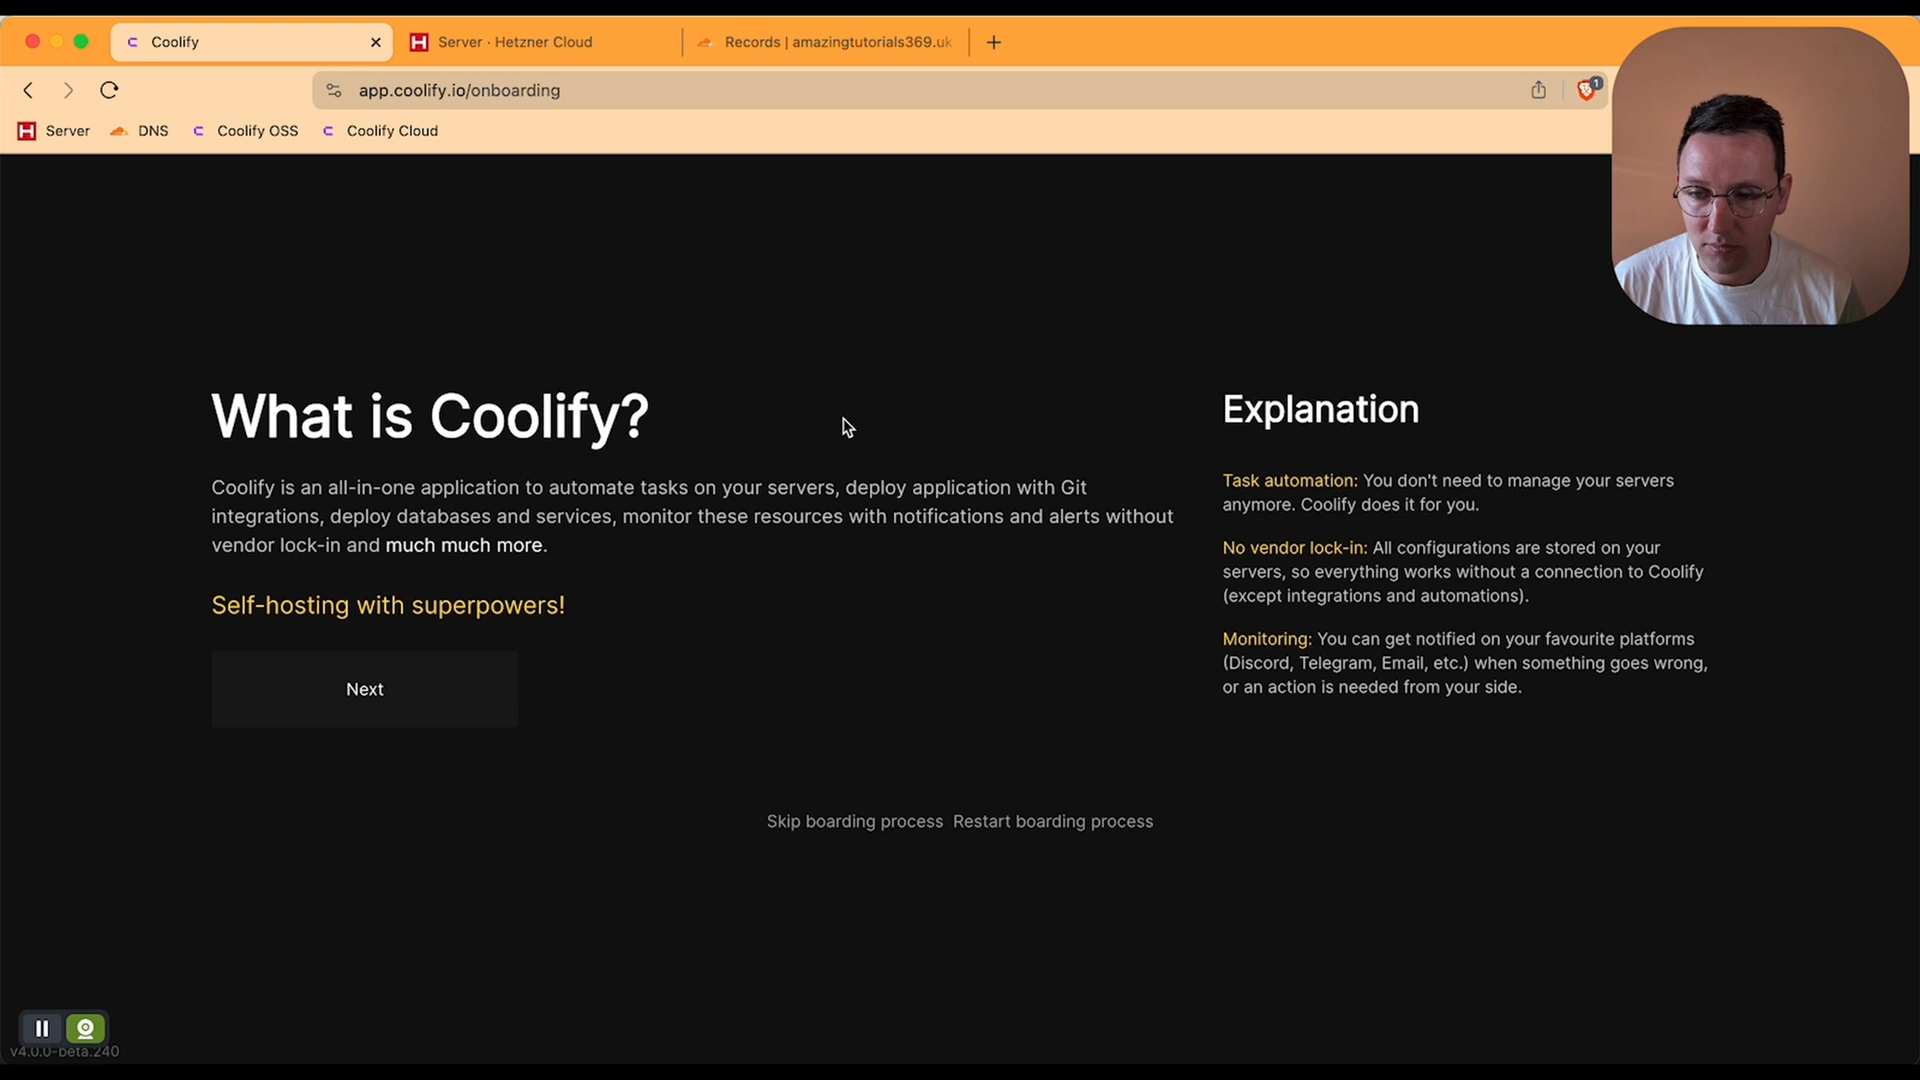 Coolify
Server · Hetzner Cloud
Records | amazingtutorials369.uk
app.coolify.io/onboarding
1
Server
DNS
Coolify OSS
Coolify Cloud
What is Coolify?
Coolify is an all-in-one application to automate tasks on your servers, deploy application with Git
integrations, deploy databases and services, monitor these resources with notifications and alerts without
vendor lock-in and much much more.
Self-hosting with superpowers!
Next
Explanation
Task automation: You don't need to manage your servers
anymore. Coolify does it for you.
No vendor lock-in: All configurations are stored on your
servers, so everything works without a connection to Coolify
(except integrations and automations).
Monitoring: You can get notified on your favourite platforms
(Discord, Telegram, Email, etc.) when something goes wrong,
or an action is needed from your side.
Skip boarding process Restart boarding process
v4.0.0-beta.240